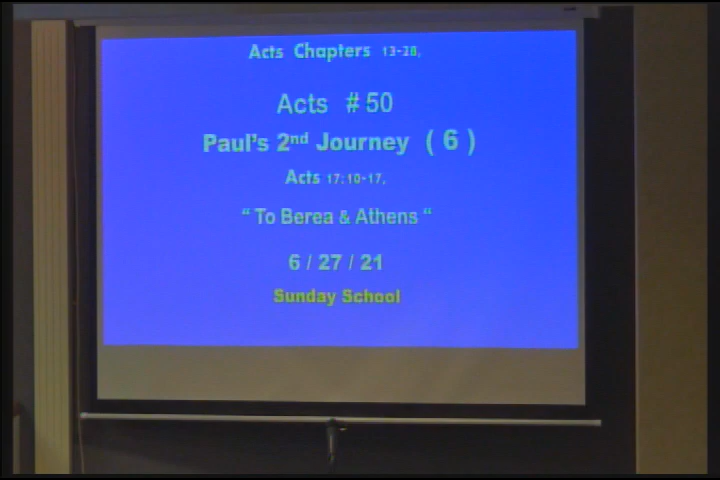 Acts Chapters 13-28,
Acts # 50
Paul's 2nd Journey ( 6 )
Acts 17:10-17,
“ To Berea & Athens “
6 / 27 / 21
Sunday School